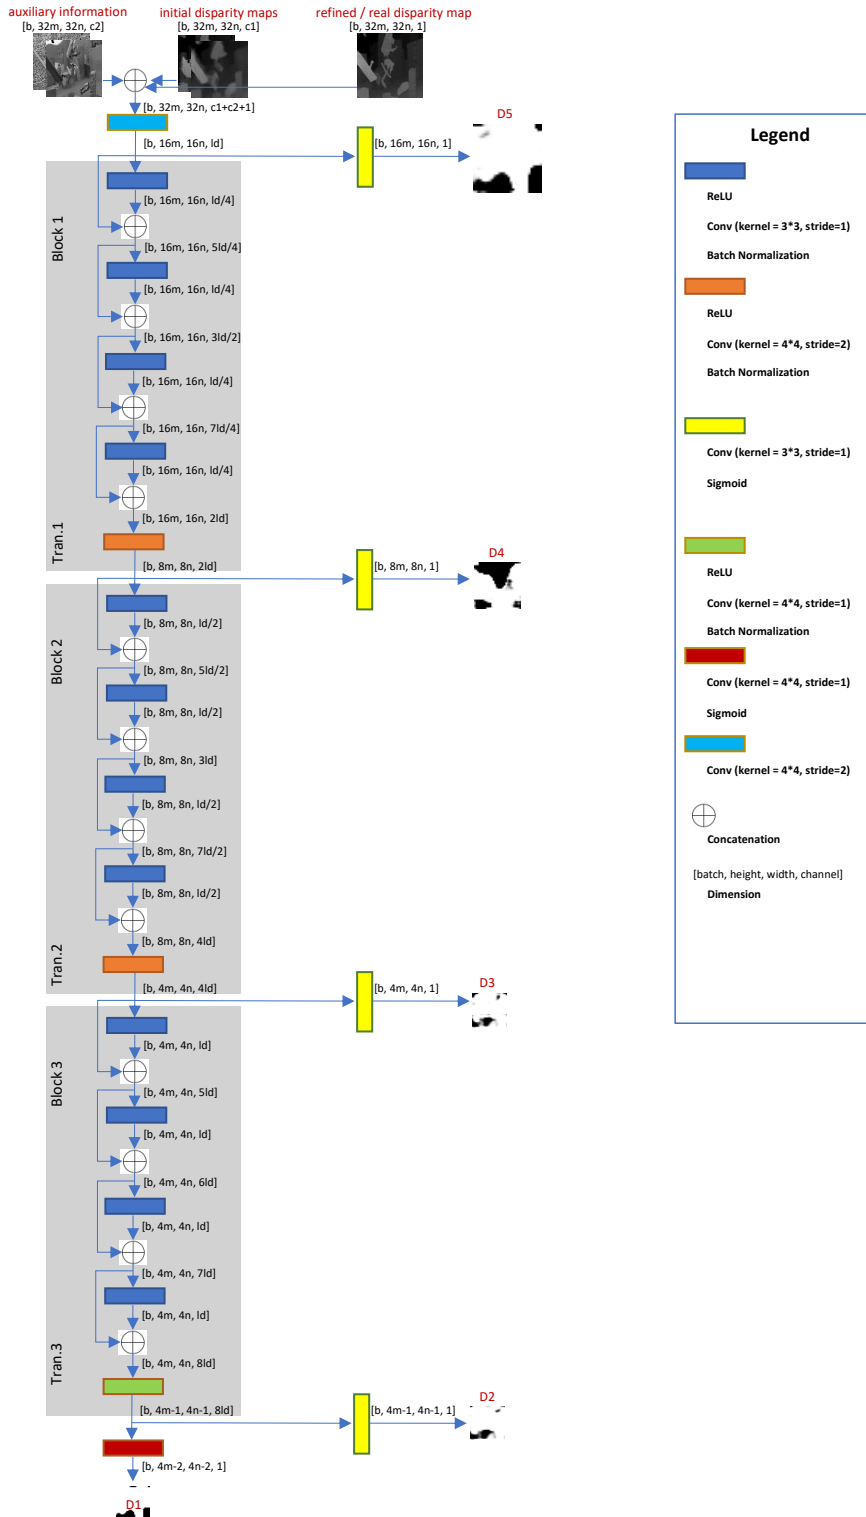 auxiliary information
[b, 32m, 32n, c2]
initial disparity maps
[b, 32m, 32n, c1]
refined / real disparity map
[b, 32m, 32n, 1]
[b, 32m, 32n, c1+c2+1]
[b, 16m, 16n, ld]
[b, 16m, 16n, 1]
D5
Block 1
[b, 16m, 16n, ld/4]
[b, 16m, 16n, 5ld/4]
[b, 16m, 16n, ld/4]
[b, 16m, 16n, 3ld/2]
[b, 16m, 16n, ld/4]
[b, 16m, 16n, 7ld/4]
[b, 16m, 16n, ld/4]
[b, 16m, 16n, 2ld]
Tran.1
[b, 8m, 8n, 2ld]
[b, 8m, 8n, 1]
D4
Block 2
[b, 8m, 8n, ld/2]
[b, 8m, 8n, 5ld/2]
[b, 8m, 8n, ld/2]
[b, 8m, 8n, 3ld]
[b, 8m, 8n, ld/2]
[b, 8m, 8n, 7ld/2]
[b, 8m, 8n, ld/2]
[b, 8m, 8n, 4ld]
Tran.2
[b, 4m, 4n, 4ld]
[b, 4m, 4n, 1]
D3
Block 3
[b, 4m, 4n, ld]
[b, 4m, 4n, 5ld]
[b, 4m, 4n, ld]
[b, 4m, 4n, 6ld]
[b, 4m, 4n, ld]
[b, 4m, 4n, 7ld]
[b, 4m, 4n, ld]
[b, 4m, 4n, 8ld]
Tran.3
[b, 4m-1, 4n-1, 8ld]
[b, 4m-1, 4n-1, 1]
D2
[b, 4m-2, 4n-2, 1]
D1
Legend
ReLU
Conv (kernel = 3*3, stride=1)
Batch Normalization
ReLU
Conv (kernel = 4*4, stride=2)
Batch Normalization
Conv (kernel = 3*3, stride=1)
Sigmoid
ReLU
Conv (kernel = 4*4, stride=1)
Batch Normalization
Conv (kernel = 4*4, stride=1)
Sigmoid
Conv (kernel = 4*4, stride=2)
Concatenation
[batch, height, width, channel]
Dimension